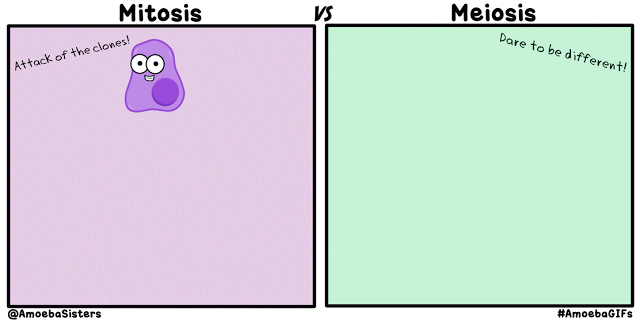 Mitosis
VS
Meiosis
Attack of the clones!
Dare to be different!
@AmoebaSisters
#AmoebaGIFs